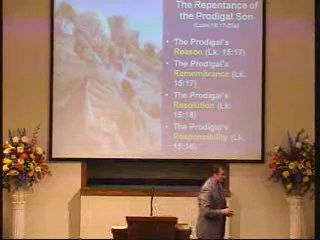 The Repentance of
the Prodigal Son
(Luke 15:17-20a)
• The Prodigal's
Reason (Lk. 15:17)
• The Prodigal's
Remembrance (Lk.
15:17)
• The Prodigal's
Resolution (Lk.
15:18)
• The Prodigal's
Responsibility (Lk.
15:18)